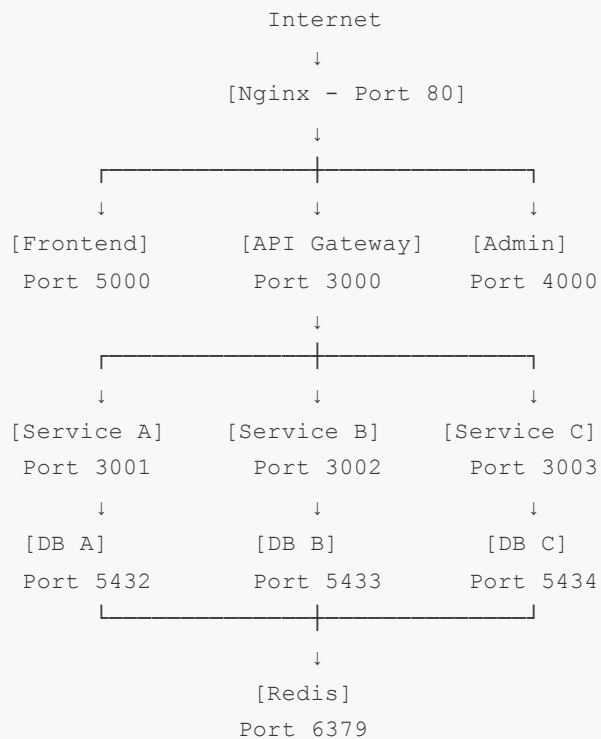 Internet
↓
[Nginx - Port 80]
↓
↓ ↓ ↓
[Frontend] [API Gateway] [Admin]
Port 5000 Port 3000 Port 4000
↓
↓ ↓ ↓
[Service A] [Service B] [Service C]
Port 3001 Port 3002 Port 3003
↓ ↓ ↓
[DB A] [DB B] [DB C]
Port 5432 Port 5433 Port 5434
↓
[Redis]
Port 6379